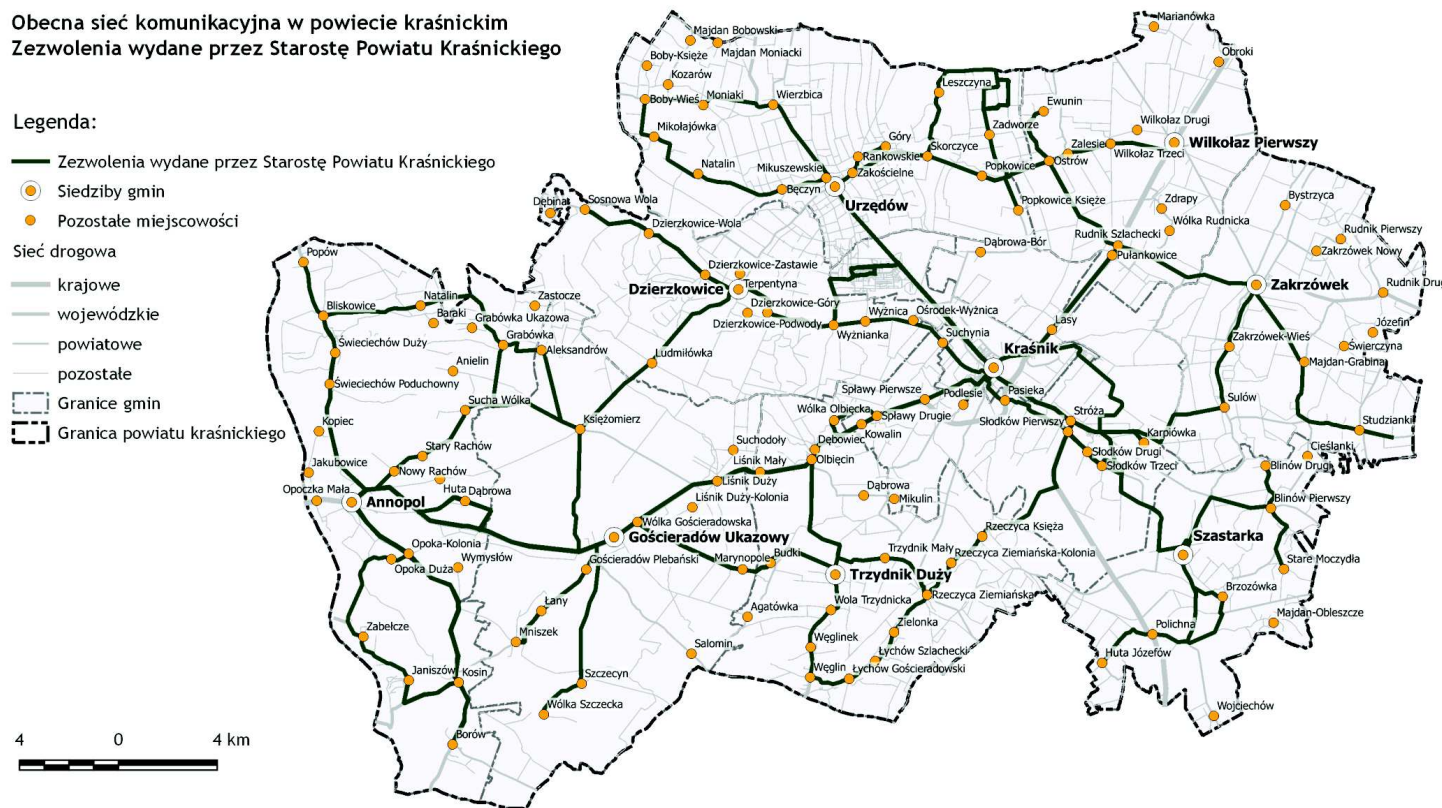 Obecna sieć komunikacyjna w powiecie kraśnickim
Zezwolenia wydane przez Starostę Powiatu Kraśnickiego
Legenda:
Zezwolenia wydane przez Starostę Powiatu Kraśnickiego
Siedziby gmin
Pozostałe miejscowości
Sieć drogowa
krajowe
wojewódzkie
powiatowe
pozostałe
Granice gmin
Granica powiatu kraśnickiego
4 0 4 km
Marianówka
Obroki
Majdan Bobowski
Majdan Moniacki
Boby-Księże
Kozarów
Boby-Wieś
Moniaki
Wierzbica
Leszczyna
Ewunin
Zadworze
Wilkołaz Drugi
Mikołajówka
Góry
Zalesie
Wilkołaz Pierwszy
Rankowskie
Skorczyce
Ostrów
Wilkołaz Trzeci
Natalin
Mikuszewskie
Zakościelne
Popkowice
Bęczyn
Urzędów
Popkowice Księże
Zdrapy
Wólka Rudnicka
Bystrzyca
Dębina
Sosnowa Wola
Dzierzkowice-Wola
Dąbrowa-Bór
Rudnik Szlachecki
Pułankowice
Rudnik Pierwszy
Zakrzówek Nowy
Popów
Dzierzkowice-Zastawie
Terpentyna
Dzierzkowice
Zakrzówek
Rudnik Drug
Bliskowice
Natalin
Baraki
Zastocze
Grabówka Ukazowa
Dzierzkowice-Góry
Dzierzkowice-Podwody
Wyżnianka
Wyżnica
Ośrodek-Wyżnica
Suchynia
Lasy
Józefin
Świerczyna
Świeciechów Duży
Grabówka
Aleksandrów
Ludmiłówka
Kraśnik
Zakrzówek-Wieś
Majdan-Grabina
Anielin
Świeciechów Poduchowny
Spławy Pierwsze
Podlesie
Pasieka
Sucha Wólka
Wólka Olbięcka
Spławy Drugie
Kowalin
Słodków Pierwszy
Stróża
Sulów
Studzianki
Kopiec
Księżomierz
Dębowiec
Olbięcin
Karpiówka
Słodków Drugi
Słodków Trzeci
Cieślanki
Blinów Drugi
Suchodoły
Liśnik Mały
Stary Rachów
Nowy Rachów
Jakubowice
Opoczka Mała
Annopol
Huta
Dąbrowa
Liśnik Duży
Liśnik Duży-Kolonia
Dąbrowa
Mikulin
Blinów Pierwszy
Wólka Gościeradowska
Gościeradów Ukazowy
Rzeczyca Księża
Szastarka
Opoka-Kolonia
Opoka Duża
Wymysłów
Gościeradów Plebański
Marynopole
Budki
Trzydnik Mały
Rzeczyca Ziemiańska-Kolonia
Stare Moczydła
Trzydnik Duży
Rzeczyca Ziemiańska
Brzozówka
Łany
Agatówka
Wola Trzydnicka
Zielonka
Majdan-Obleszcze
Zabełcze
Mniszek
Węglinek
Polichna
Salomin
Łychów Szlachecki
Huta Józefów
Janiszów
Kosin
Szczecyn
Węglin
Łychów Gościeradowski
Wólka Szczecka
Wojciechów
Borów